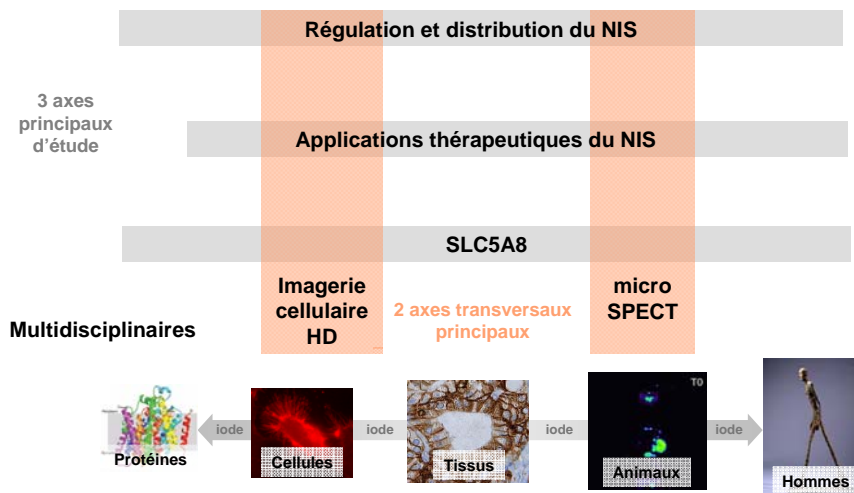 Régulation et distribution du NIS
3 axes
principaux
d'étude
Applications thérapeutiques du NIS
SLC5A8
Imagerie
cellulaire
HD
2 axes transversaux
principaux
micro
SPECT
Multidisciplinaires
T0
iode
iode
iode
iode
Protéines
Cellules
Tissus
Animaux
Hommes